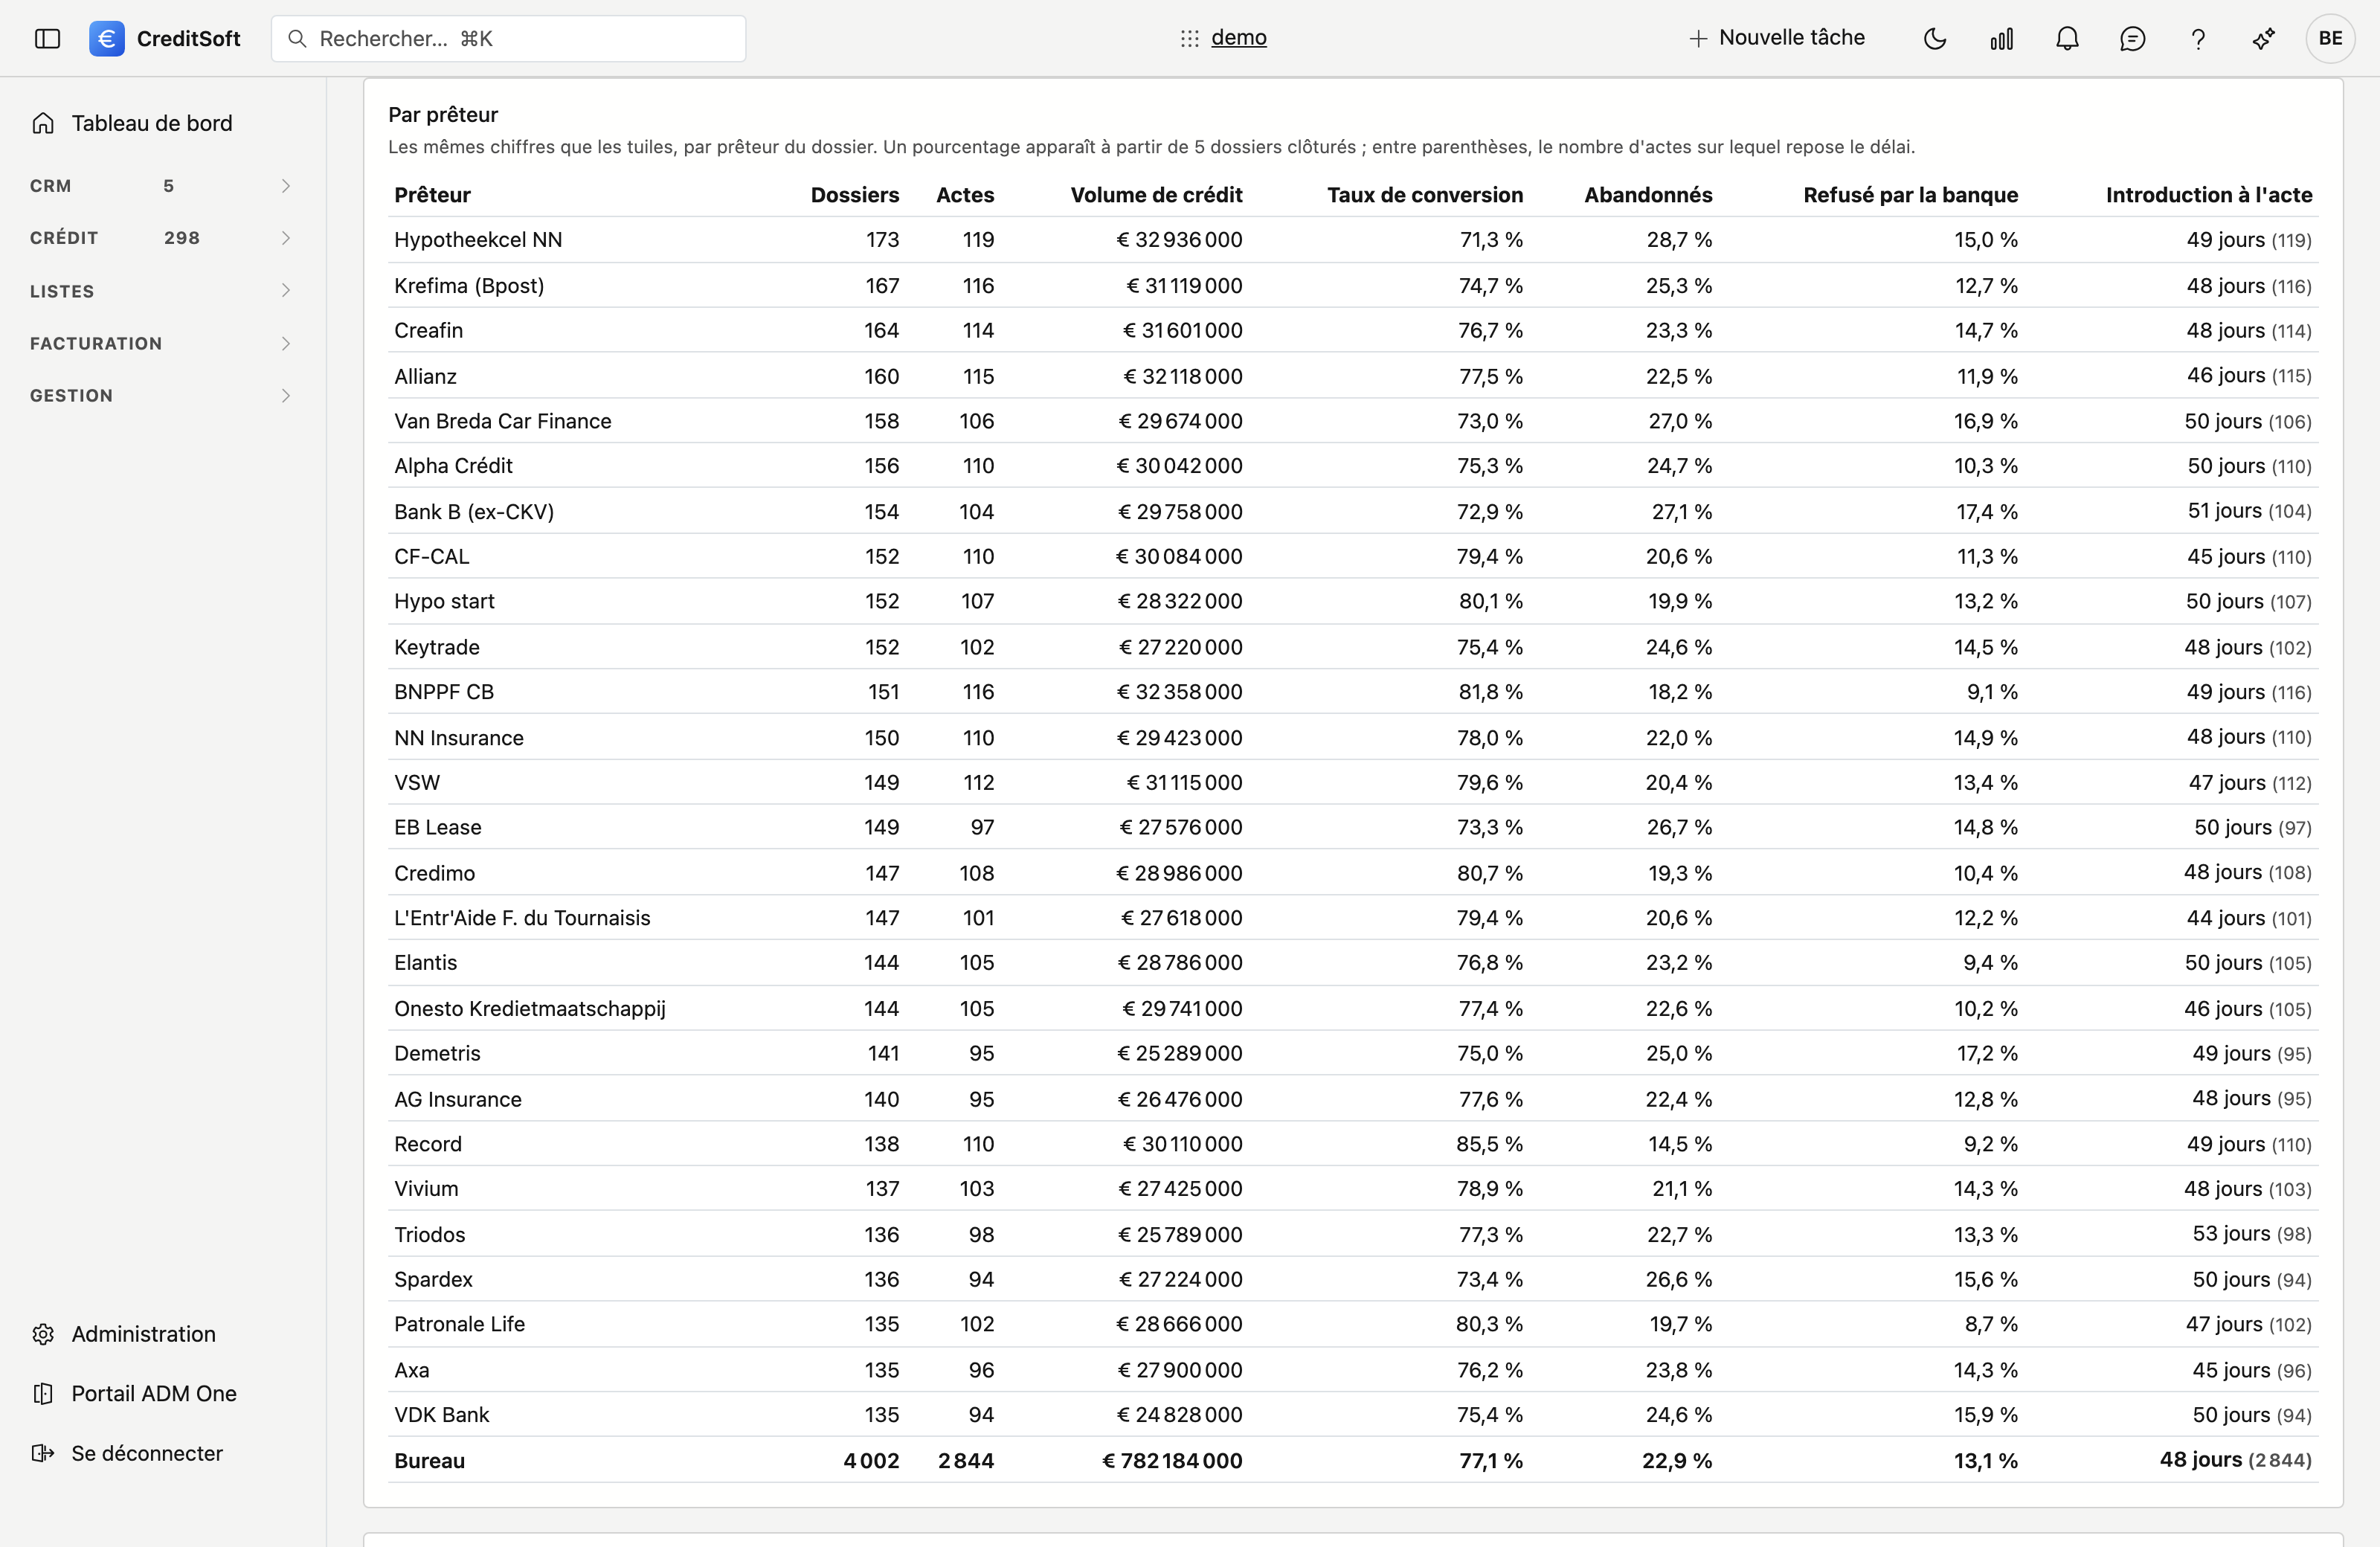 CreditSoft
Rechercher... ⌘K
demo
Nouvelle tâche
BE
Tableau de bord
CRM 5
CRÉDIT 298
LISTES
FACTURATION
GESTION
Administration
Portail ADM One
Se déconnecter
Par prêteur
Les mêmes chiffres que les tuiles, par prêteur du dossier. Un pourcentage apparaît à partir de 5 dossiers clôturés ; entre parenthèses, le nombre d'actes sur lequel repose le délai.
Prêteur Dossiers Actes Volume de crédit Taux de conversion Abandonnés Refusé par la banque Introduction à l'acte
Hypotheekcel NN 173 119 € 32 936 000 71,3 % 28,7 % 15,0 % 49 jours (119)
Krefima (Bpost) 167 116 € 31 119 000 74,7 % 25,3 % 12,7 % 48 jours (116)
Creafin 164 114 € 31 601 000 76,7 % 23,3 % 14,7 % 48 jours (114)
Allianz 160 115 € 32 118 000 77,5 % 22,5 % 11,9 % 46 jours (115)
Van Breda Car Finance 158 106 € 29 674 000 73,0 % 27,0 % 16,9 % 50 jours (106)
Alpha Crédit 156 110 € 30 042 000 75,3 % 24,7 % 10,3 % 50 jours (110)
Bank B (ex-CKV) 154 104 € 29 758 000 72,9 % 27,1 % 17,4 % 51 jours (104)
CF-CAL 152 110 € 30 084 000 79,4 % 20,6 % 11,3 % 45 jours (110)
Hypo start 152 107 € 28 322 000 80,1 % 19,9 % 13,2 % 50 jours (107)
Keytrade 152 102 € 27 220 000 75,4 % 24,6 % 14,5 % 48 jours (102)
BNPPF CB 151 116 € 32 358 000 81,8 % 18,2 % 9,1 % 49 jours (116)
NN Insurance 150 110 € 29 423 000 78,0 % 22,0 % 14,9 % 48 jours (110)
VSW 149 112 € 31 115 000 79,6 % 20,4 % 13,4 % 47 jours (112)
EB Lease 149 97 € 27 576 000 73,3 % 26,7 % 14,8 % 50 jours (97)
Credimo 147 108 € 28 986 000 80,7 % 19,3 % 10,4 % 48 jours (108)
L'Entr'Aide F. du Tournaisis 147 101 € 27 618 000 79,4 % 20,6 % 12,2 % 44 jours (101)
Elantis 144 105 € 28 786 000 76,8 % 23,2 % 9,4 % 50 jours (105)
Onesto Kredietmaatschappij 144 105 € 29 741 000 77,4 % 22,6 % 10,2 % 46 jours (105)
Demetris 141 95 € 25 289 000 75,0 % 25,0 % 17,2 % 49 jours (95)
AG Insurance 140 95 € 26 476 000 77,6 % 22,4 % 12,8 % 48 jours (95)
Record 138 110 € 30 110 000 85,5 % 14,5 % 9,2 % 49 jours (110)
Vivium 137 103 € 27 425 000 78,9 % 21,1 % 14,3 % 48 jours (103)
Triodos 136 98 € 25 789 000 77,3 % 22,7 % 13,3 % 53 jours (98)
Spardex 136 94 € 27 224 000 73,4 % 26,6 % 15,6 % 50 jours (94)
Patronale Life 135 102 € 28 666 000 80,3 % 19,7 % 8,7 % 47 jours (102)
Axa 135 96 € 27 900 000 76,2 % 23,8 % 14,3 % 45 jours (96)
VDK Bank 135 94 € 24 828 000 75,4 % 24,6 % 15,9 % 50 jours (94)
Bureau 4 002 2 844 € 782 184 000 77,1 % 22,9 % 13,1 % 48 jours (2 844)